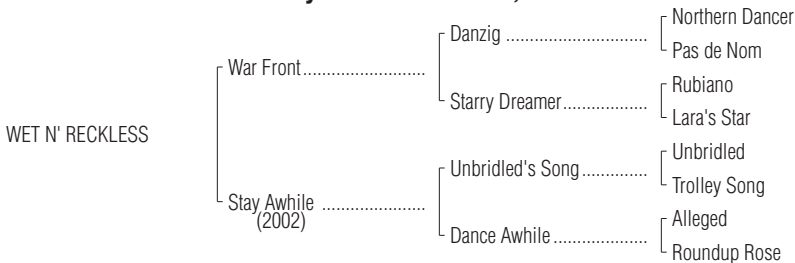 Northern Dancer
Danzig ..............................
Pas de Nom
War Front..........................
Rubiano
Starry Dreamer..................
Lara's Star
WET N' RECKLESS
Unbridled
Unbridled's Song..............
Trolley Song
Stay Awhile ......................
(2002)
Alleged
Dance Awhile....................
Roundup Rose